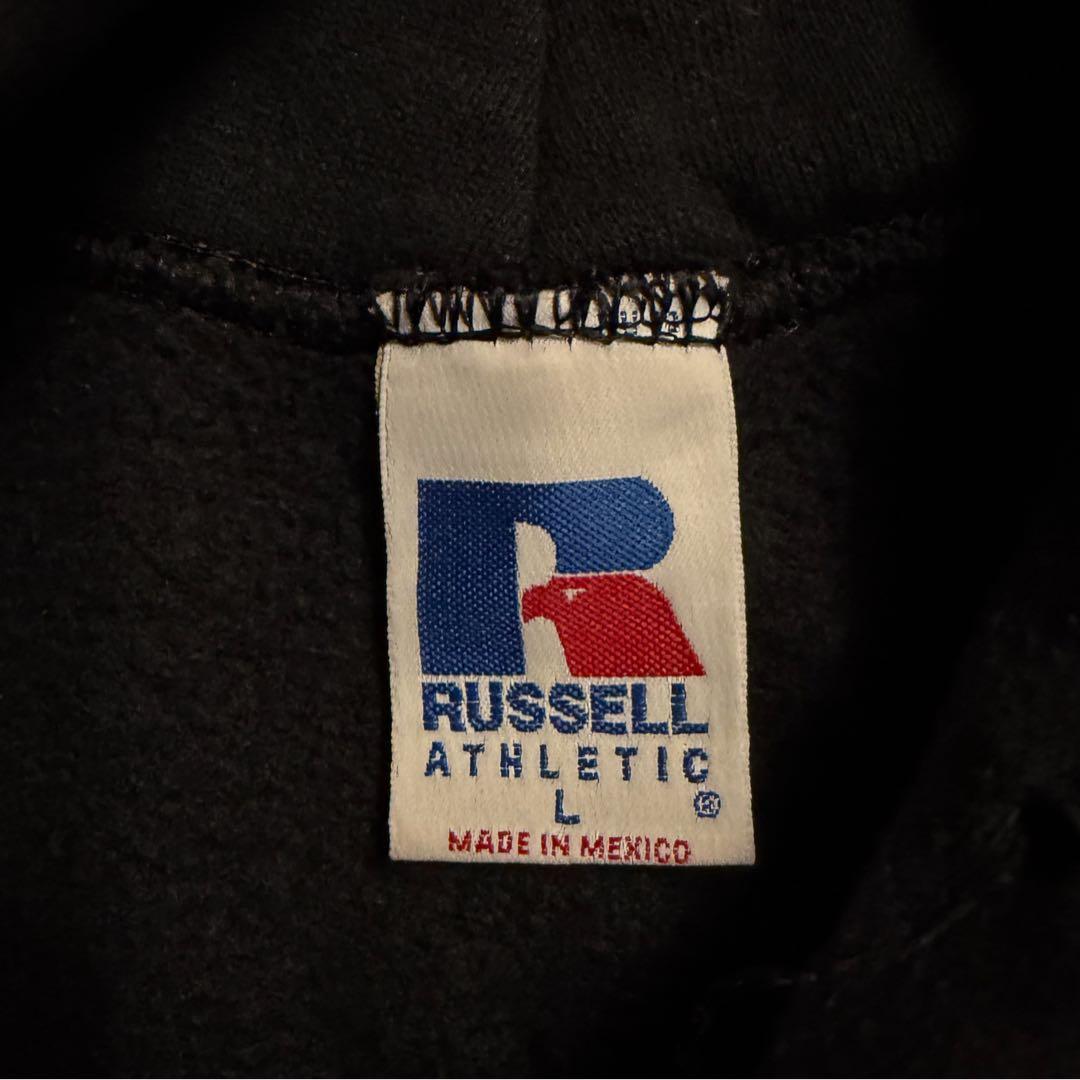 R
RUSSELL
ATHLETIC
L ®
MADE IN MEXICO